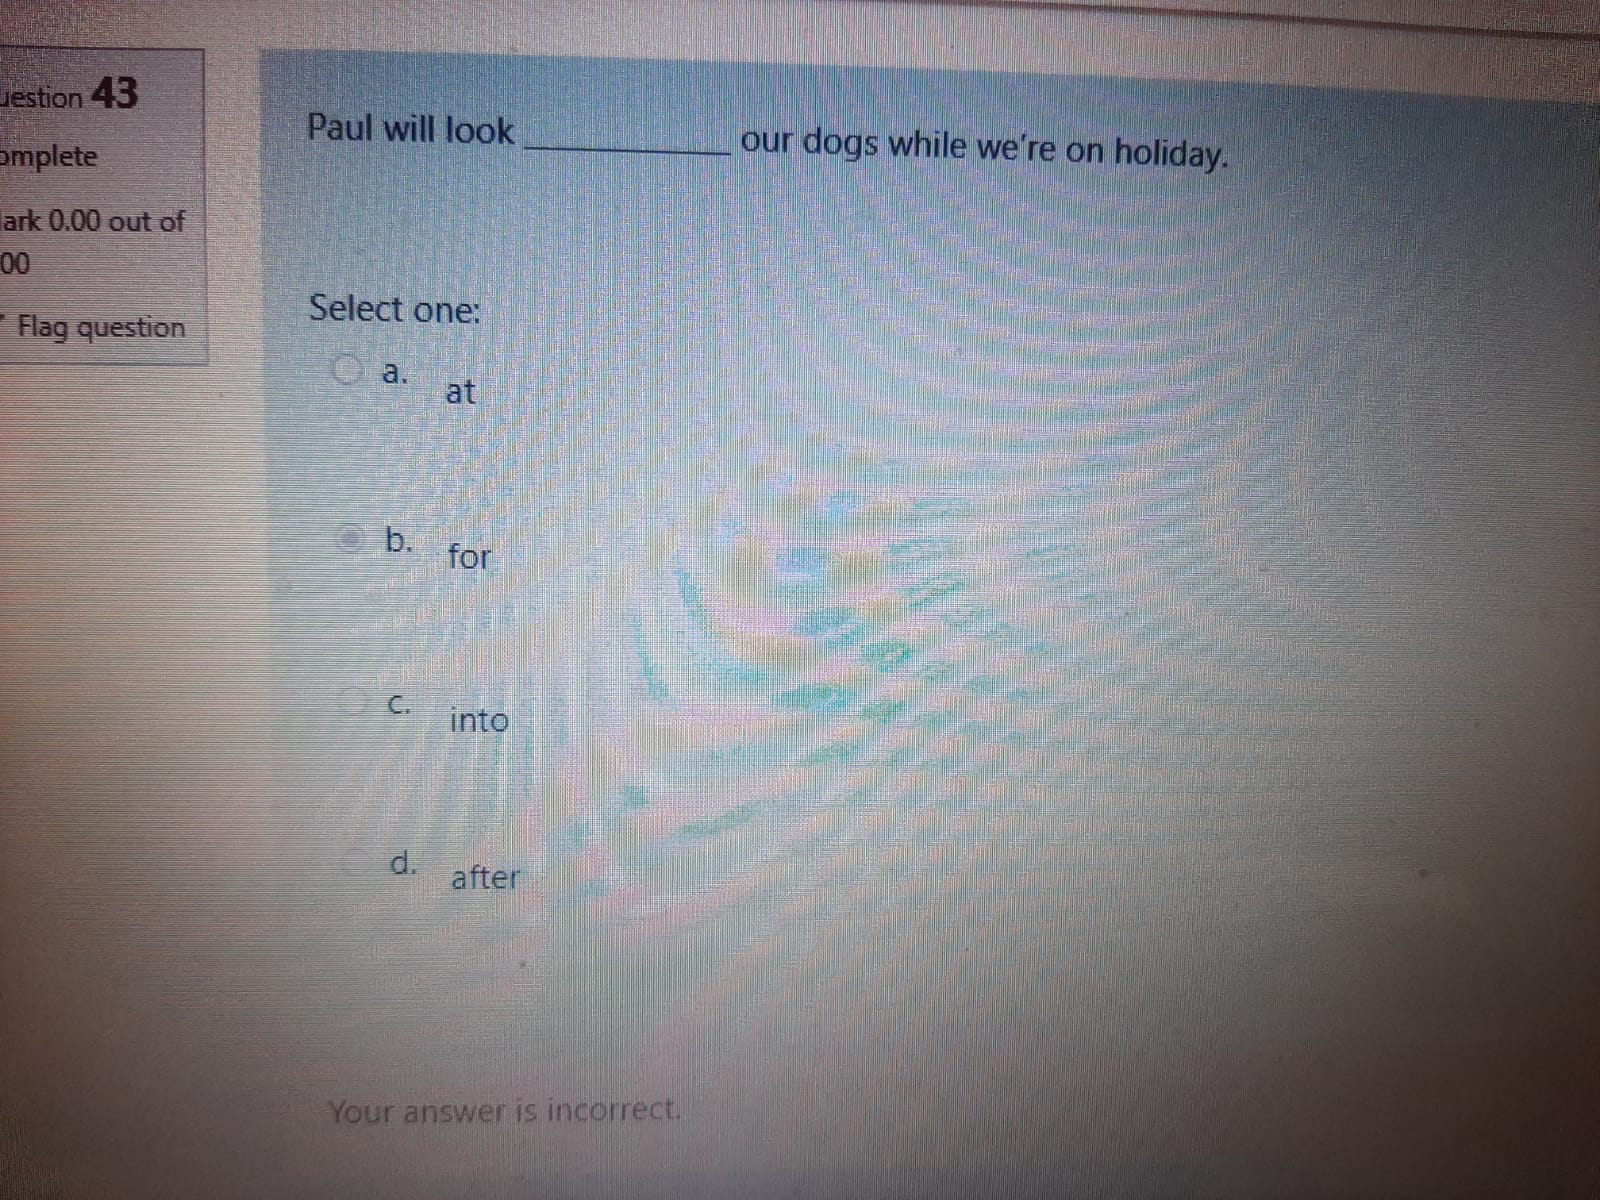 uestion 43
omplete
ark 0.00 out of
00
Flag question
Paul will look __________ our dogs while we're on holiday.
Select one:
a. at
b. for
c. into
d. after
Your answer is incorrect.